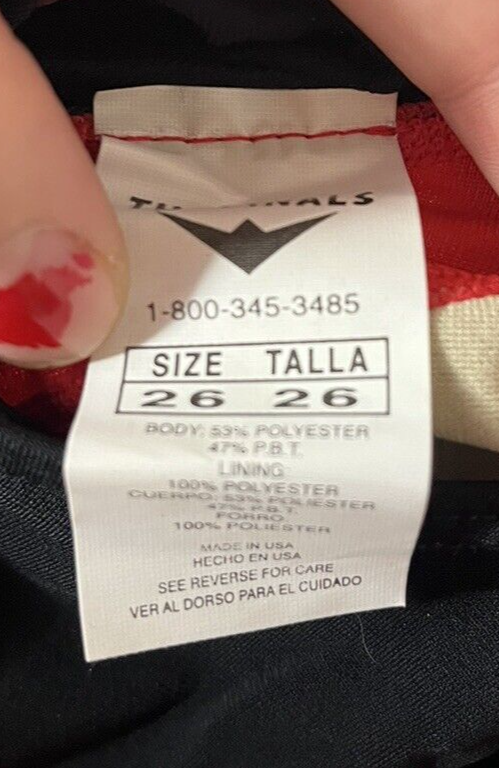 1-800-345-3485
SIZE TALLA
26 26
BODY: 53% POLYESTER
47% P.B.T.
LINING
100% POLYESTER
CUERPO: 53% POLIESTER
47% P.B.T.
FORRO:
100% POLIESTER
MADE IN USA
HECHO EN USA
SEE REVERSE FOR CARE
VER AL DORSO PARA EL CUIDADO